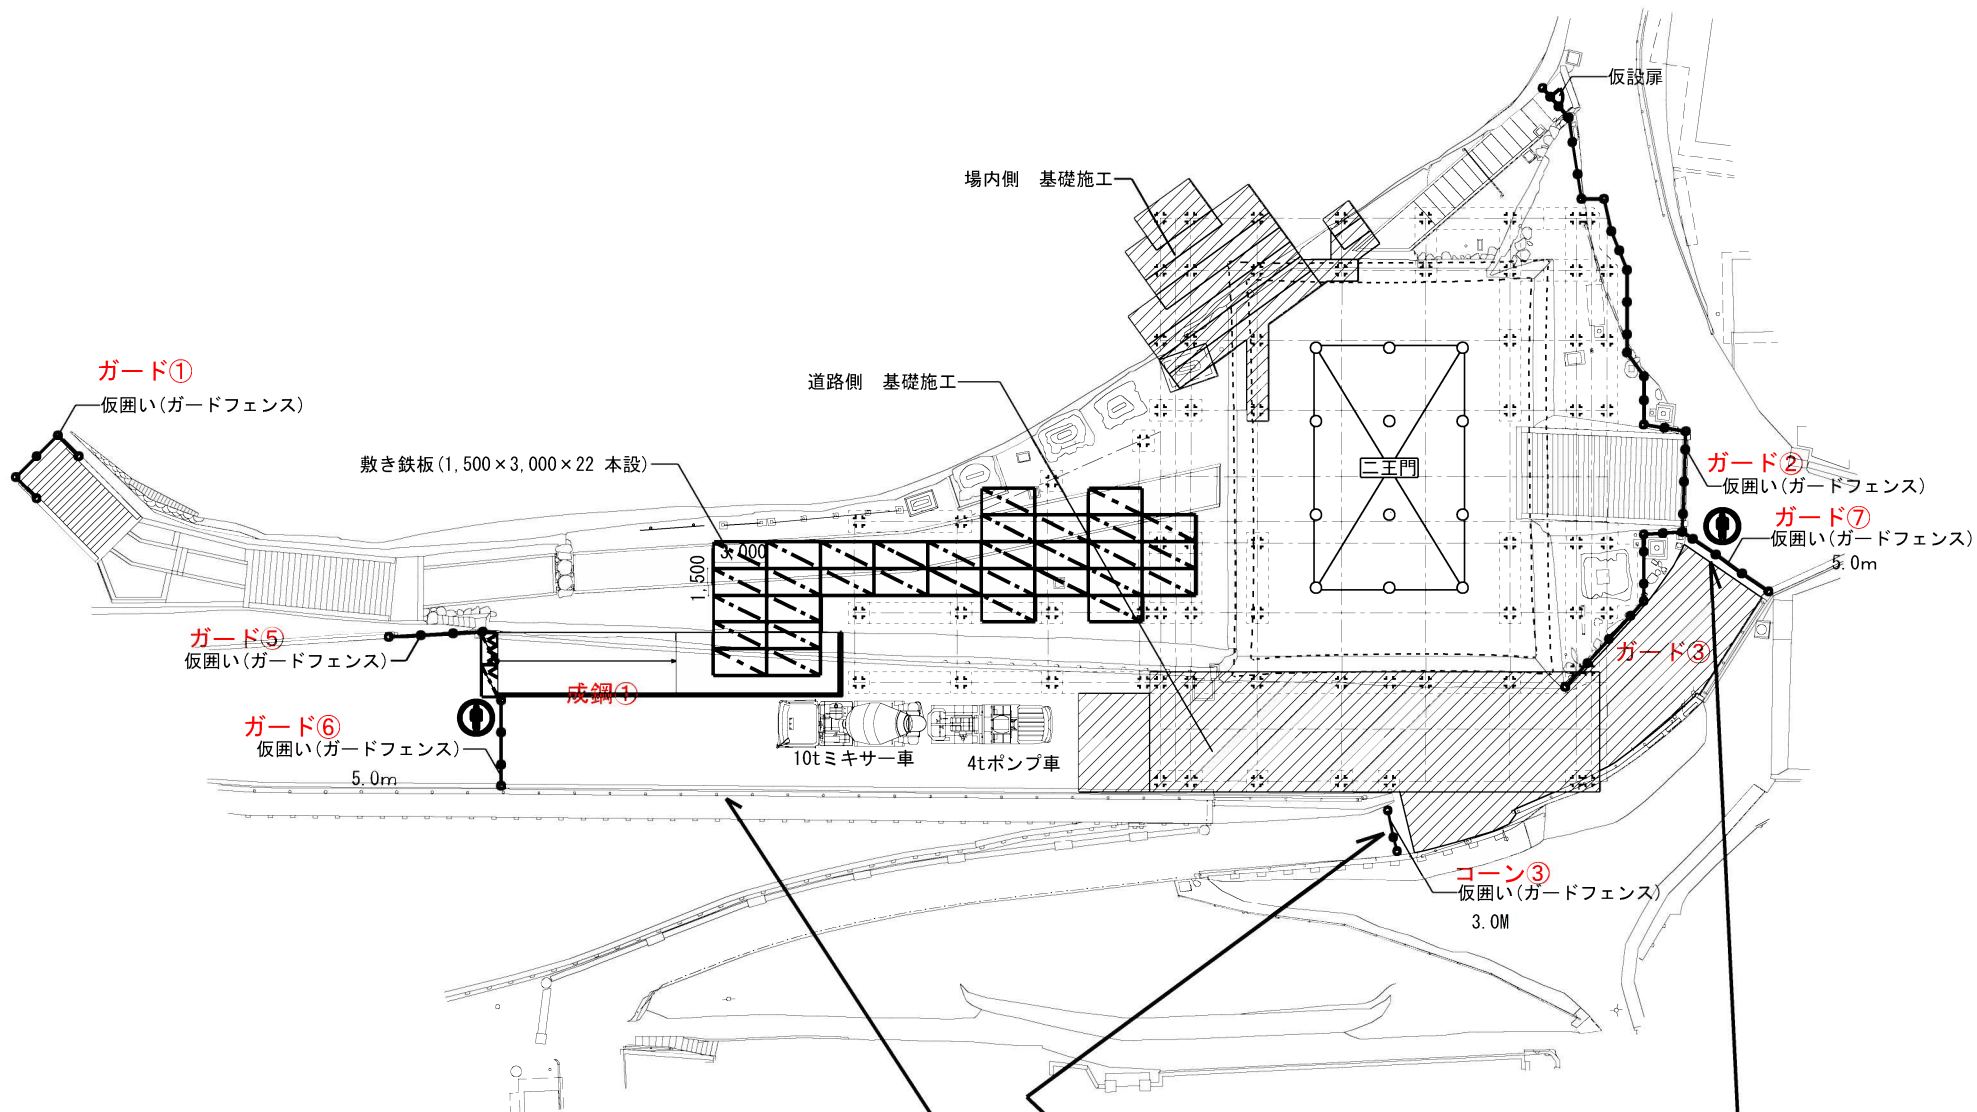 仮設扉
場内側　基礎施工
ガード①
仮囲い(ガードフェンス)
道路側　基礎施工
敷き鉄板(1,500×3,000×22 本設)
二王門
ガード②
仮囲い(ガードフェンス)
ガード⑦
仮囲い(ガードフェンス)
5.0m
3,000
1,500
ガード⑤
仮囲い(ガードフェンス)
ガード③
成鋼①
ガード⑥
仮囲い(ガードフェンス)
5.0m
10tミキサー車
4tポンプ車
コーン③
仮囲い(ガードフェンス)
3.0M